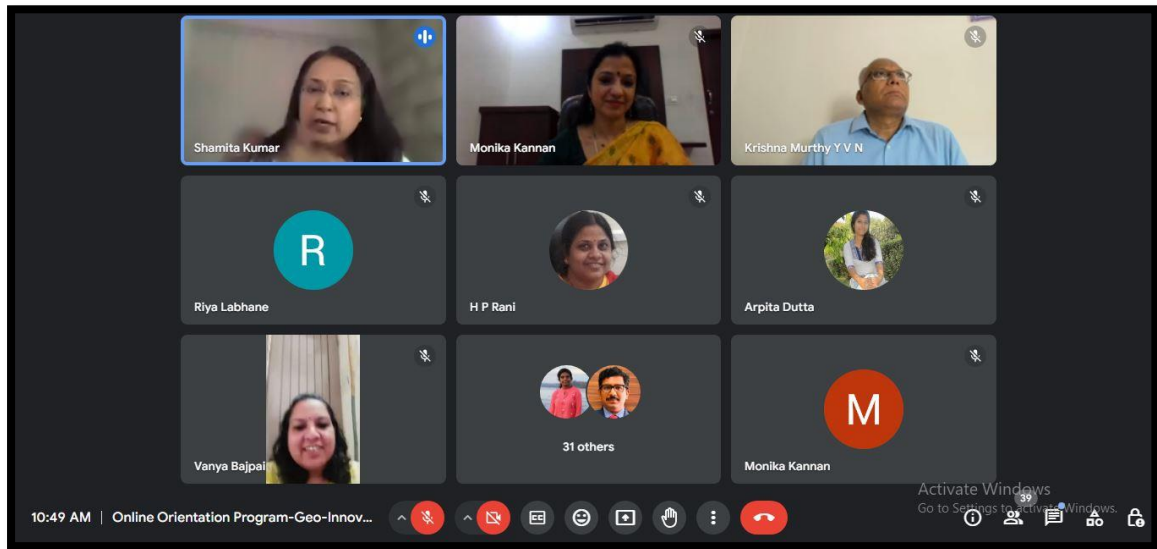 Shamita Kumar
Monika Kannan
Krishna Murthy Y V N
R
Riya Labhane
H P Rani
Arpita Dutta
Vanya Bajpai
31 others
M
Monika Kannan
Activate Windows
Go to Settings to activate Windows.
39
10:49 AM | Online Orientation Program-Geo-Innov...
CC